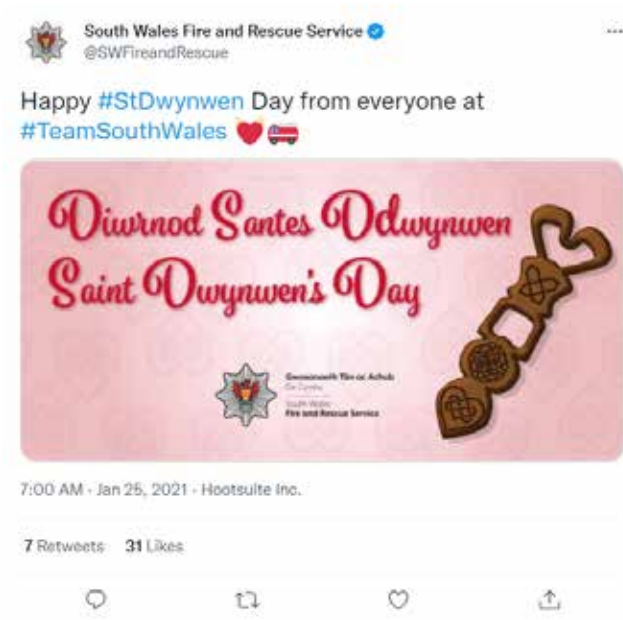 South Wales Fire and Rescue Service
@SWFireandRescue
Happy #StDwynwen Day from everyone at
#TeamSouthWales
Diwrnod Santes Ddwynwen
Saint Dwynwen's Day
Gwasanaeth Tân ac Achub
De Cymru
South Wales
Fire and Rescue Service
7:00 AM · Jan 25, 2021 · Hootsuite Inc.
7 Retweets 31 Likes